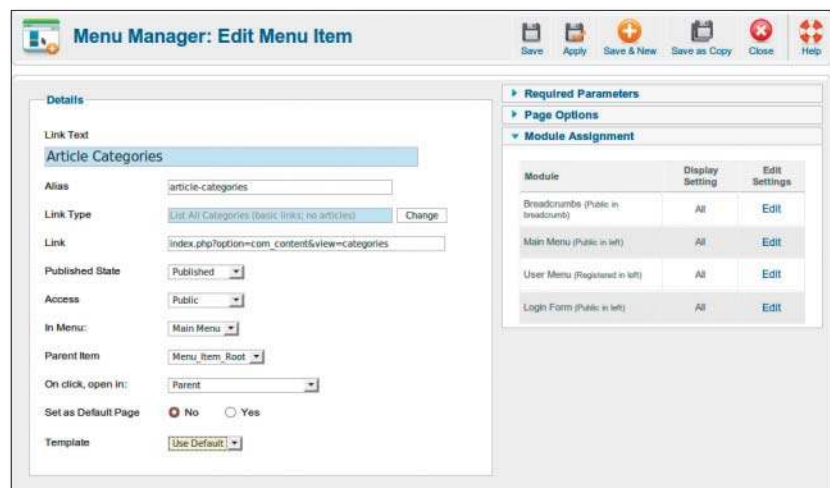 Menu Manager: Edit Menu Item
Save Apply Save & New Save as Copy Close Help
Details
Link Text
Article Categories
Alias article-categories
Link Type List All Categories (basic links; no articles) Change
Link index.php?option=com_content&view=categories
Published State Published
Access Public
In Menu: Main Menu
Parent Item Menu_Item_Root
On click, open in: Parent
Set as Default Page No Yes
Template Use Default
Required Parameters
Page Options
Module Assignment
Module Display Setting Edit Settings
Breadcrumbs (Public in breadcrumb) All Edit
Main Menu (Public in left) All Edit
User Menu (Registered in left) All Edit
Login Form (Public in left) All Edit